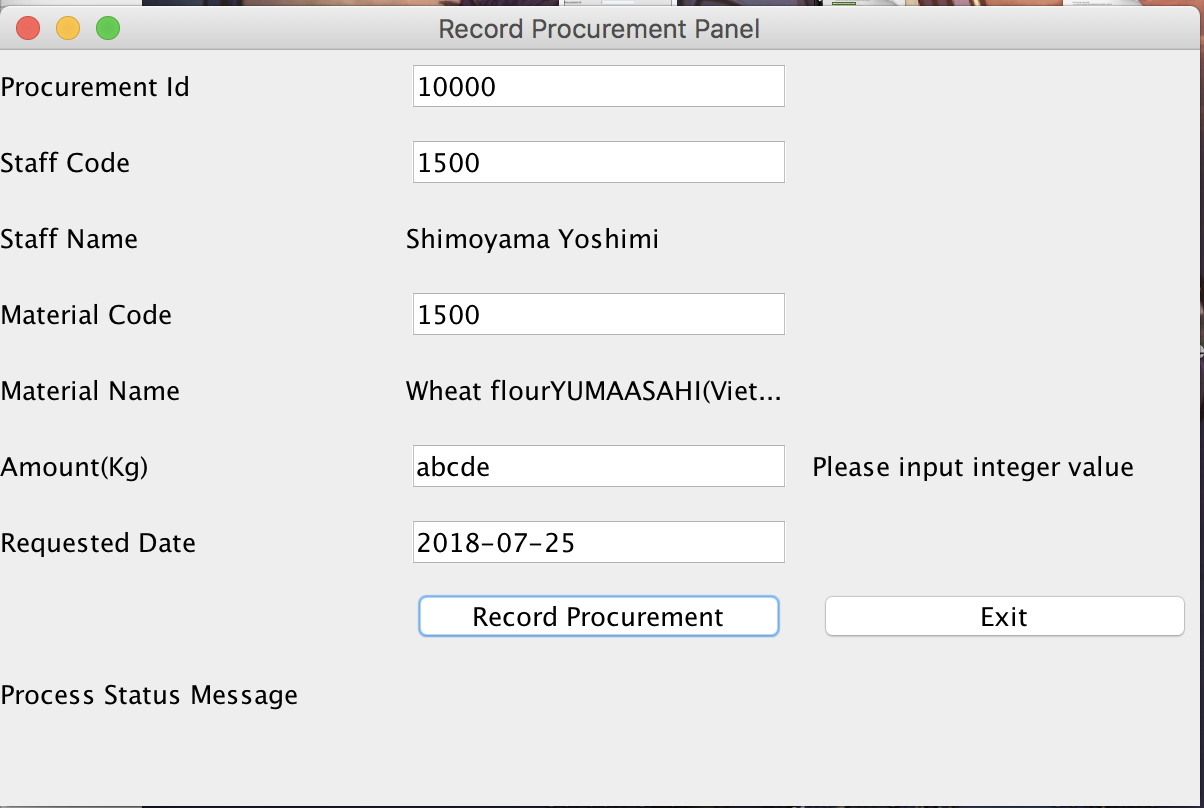 Record Procurement Panel
Procurement Id 10000
Staff Code 1500
Staff Name Shimoyama Yoshimi
Material Code 1500
Material Name Wheat flourYUMAASAHI(Viet...
Amount(Kg) abcde Please input integer value
Requested Date 2018-07-25
Record Procurement Exit
Process Status Message